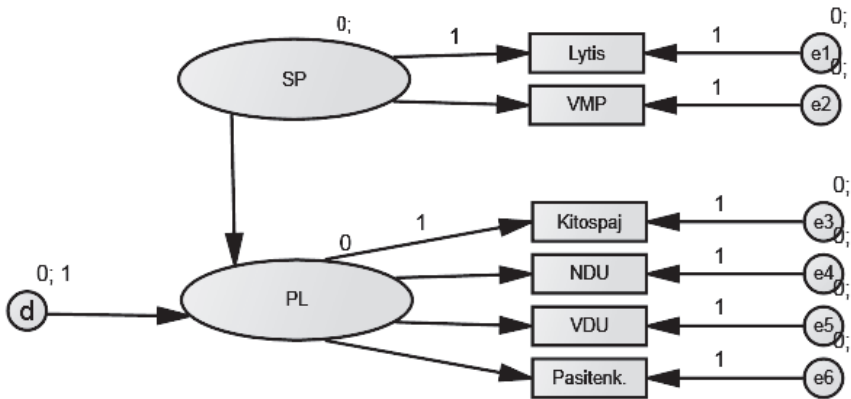 0;
1
1
0;
SP
Lytis
e1
0;
VMP
1
e2
0;
1
1
Kitospaj
e3
0;
0
NDU
1
e4
0;
0; 1
PL
d
VDU
1
e5
0;
Pasitenk.
1
e6